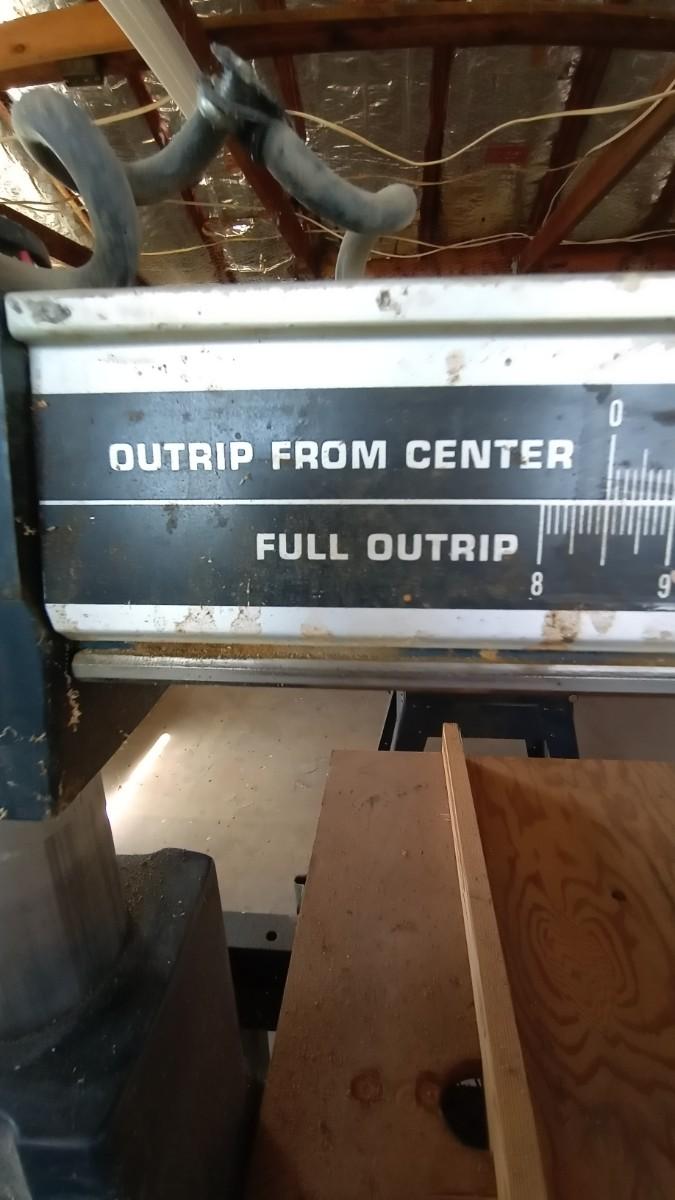 0
OUTRIP FROM CENTER
FULL OUTRIP
8 9